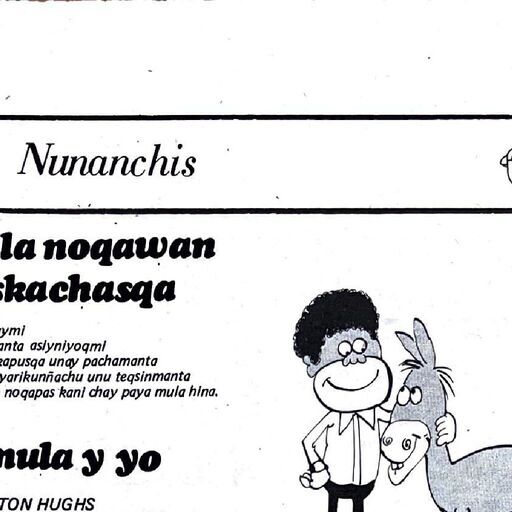 Nunanchis
la noqawan
skachasqa
ymi
anta asiyniyoqmi
kapusqa unay pachamanta
yarikunñachu unu teqsinmanta
noqapas kani chay paya mula hina.
mula y yo
TON HUGHS